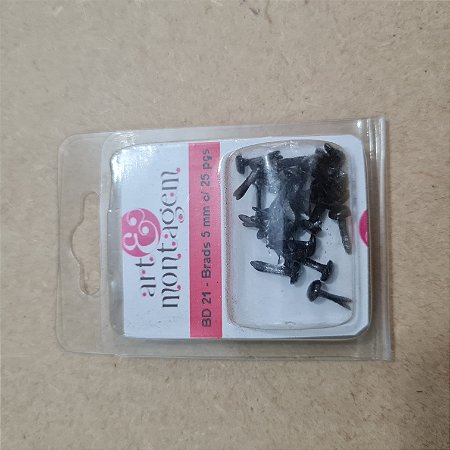 art&
montagem
BD 21 - Brads 5 mm c/ 25 pçs